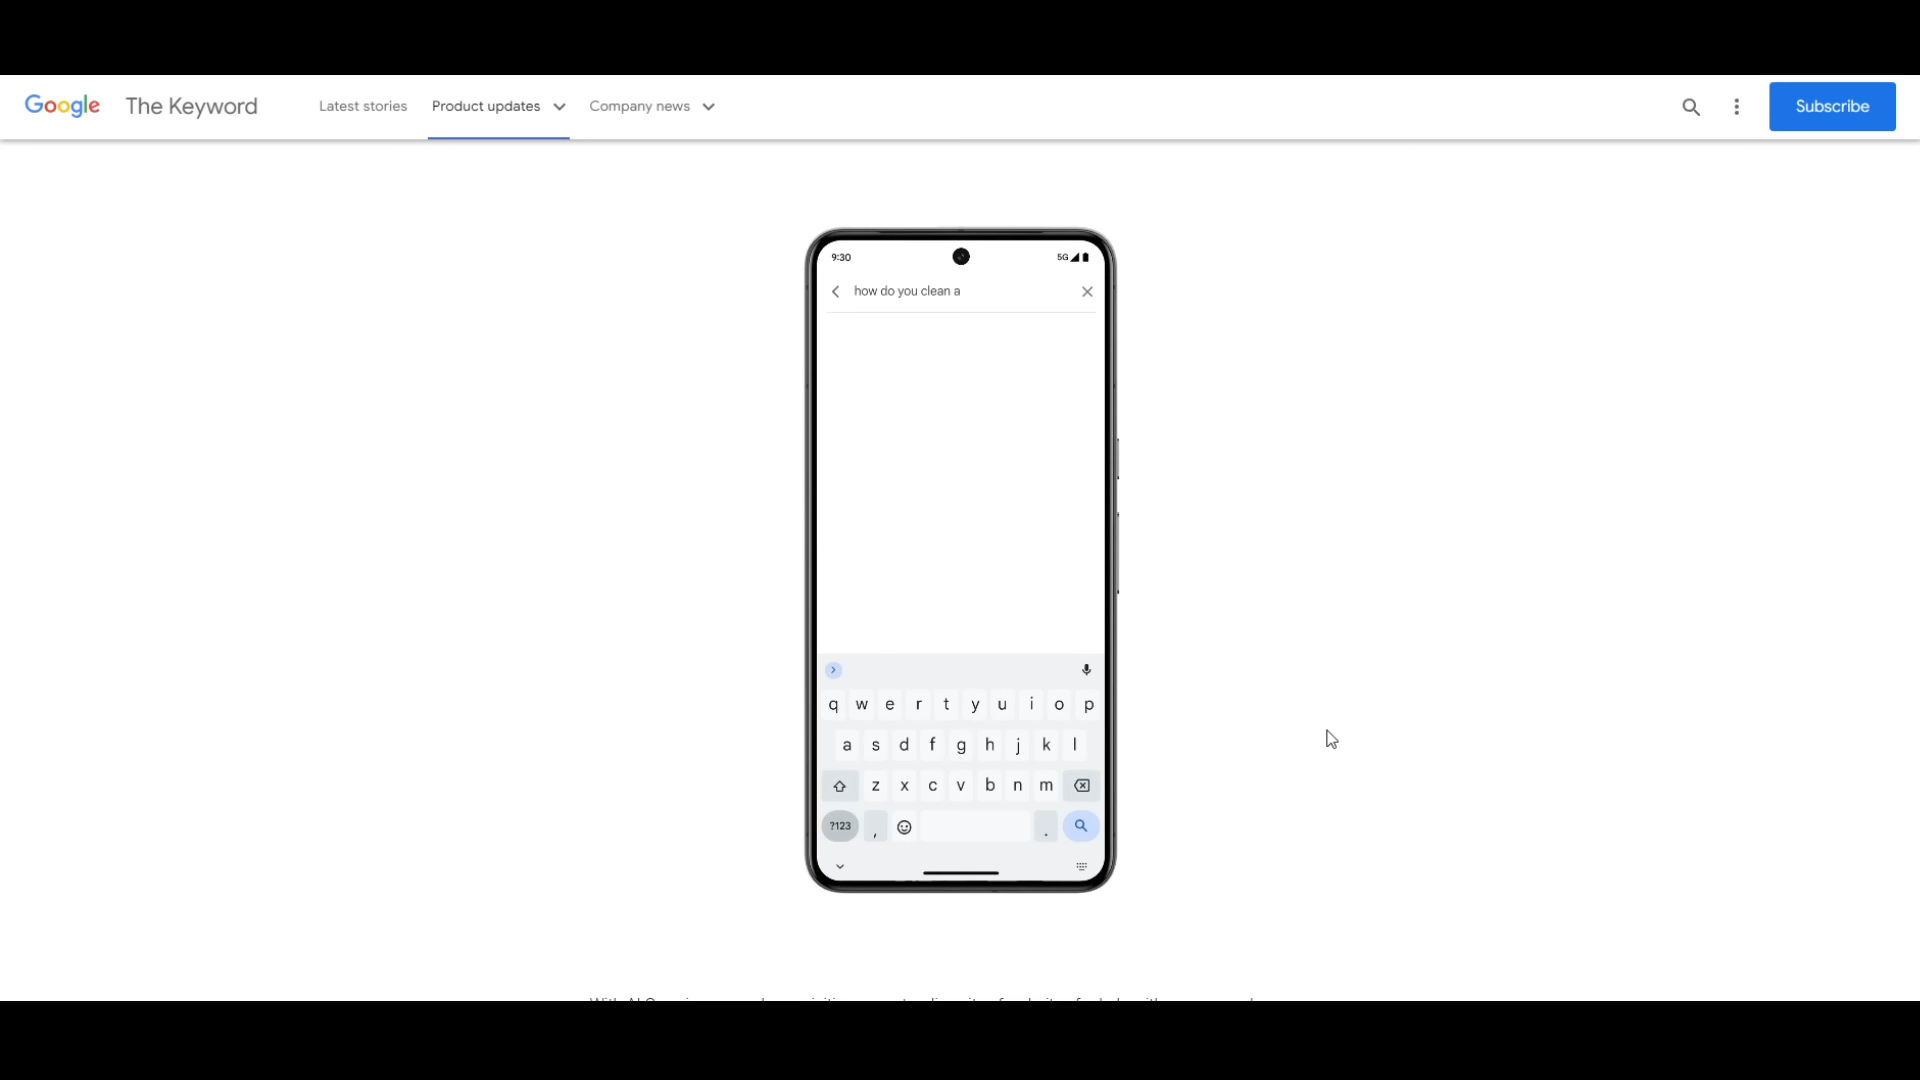 Google The Keyword Latest stories Product updates Company news Subscribe
9:30 5G
how do you clean a
q w e r t y u i o p
a s d f g h j k l
z x c v b n m
?123 , .